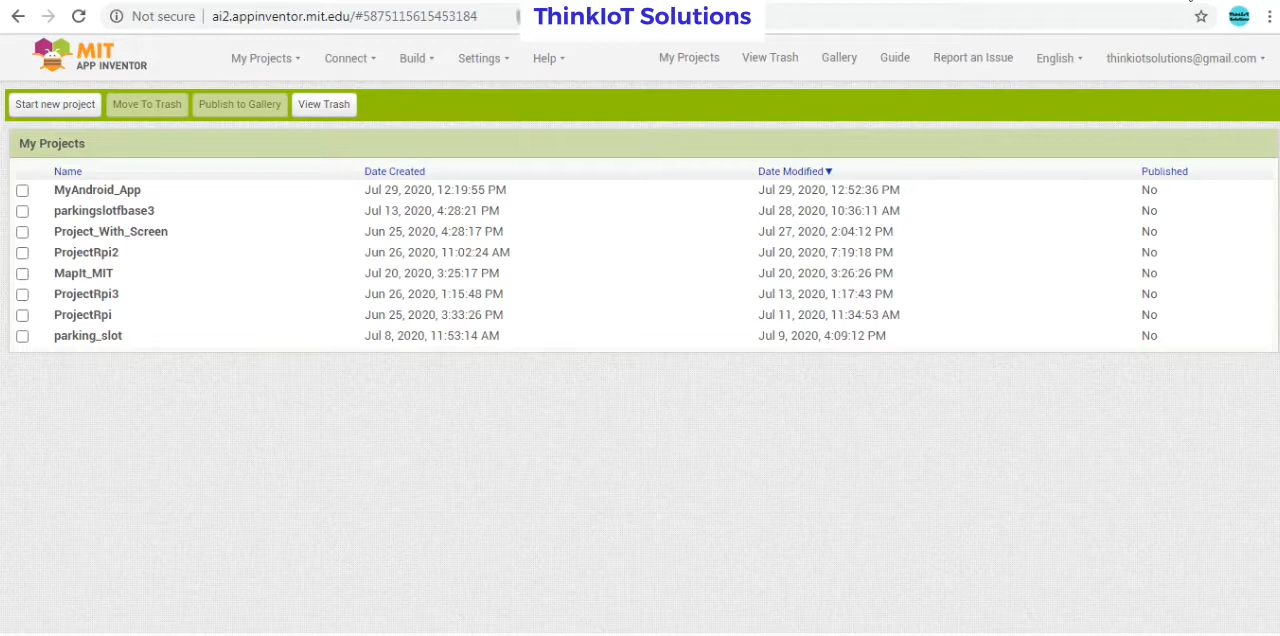 Not secure ai2.appinventor.mit.edu/#5875115615453184 ThinkIoT Solutions
MIT APP INVENTOR My Projects Connect Build Settings Help My Projects View Trash Gallery Guide Report an Issue English thinkiotsolutions@gmail.com
Start new project Move To Trash Publish to Gallery View Trash
My Projects
Name Date Created Date Modified Published
MyAndroid_App Jul 29, 2020, 12:19:55 PM Jul 29, 2020, 12:52:36 PM No
parkingslotfbase3 Jul 13, 2020, 4:28:21 PM Jul 28, 2020, 10:36:11 AM No
Project_With_Screen Jun 25, 2020, 4:28:17 PM Jul 27, 2020, 2:04:12 PM No
ProjectRpi2 Jun 26, 2020, 11:02:24 AM Jul 20, 2020, 7:19:18 PM No
MapIt_MIT Jul 20, 2020, 3:25:17 PM Jul 20, 2020, 3:26:26 PM No
ProjectRpi3 Jun 26, 2020, 1:15:48 PM Jul 13, 2020, 1:17:43 PM No
ProjectRpi Jun 25, 2020, 3:33:26 PM Jul 11, 2020, 11:34:53 AM No
parking_slot Jul 8, 2020, 11:53:14 AM Jul 9, 2020, 4:09:12 PM No